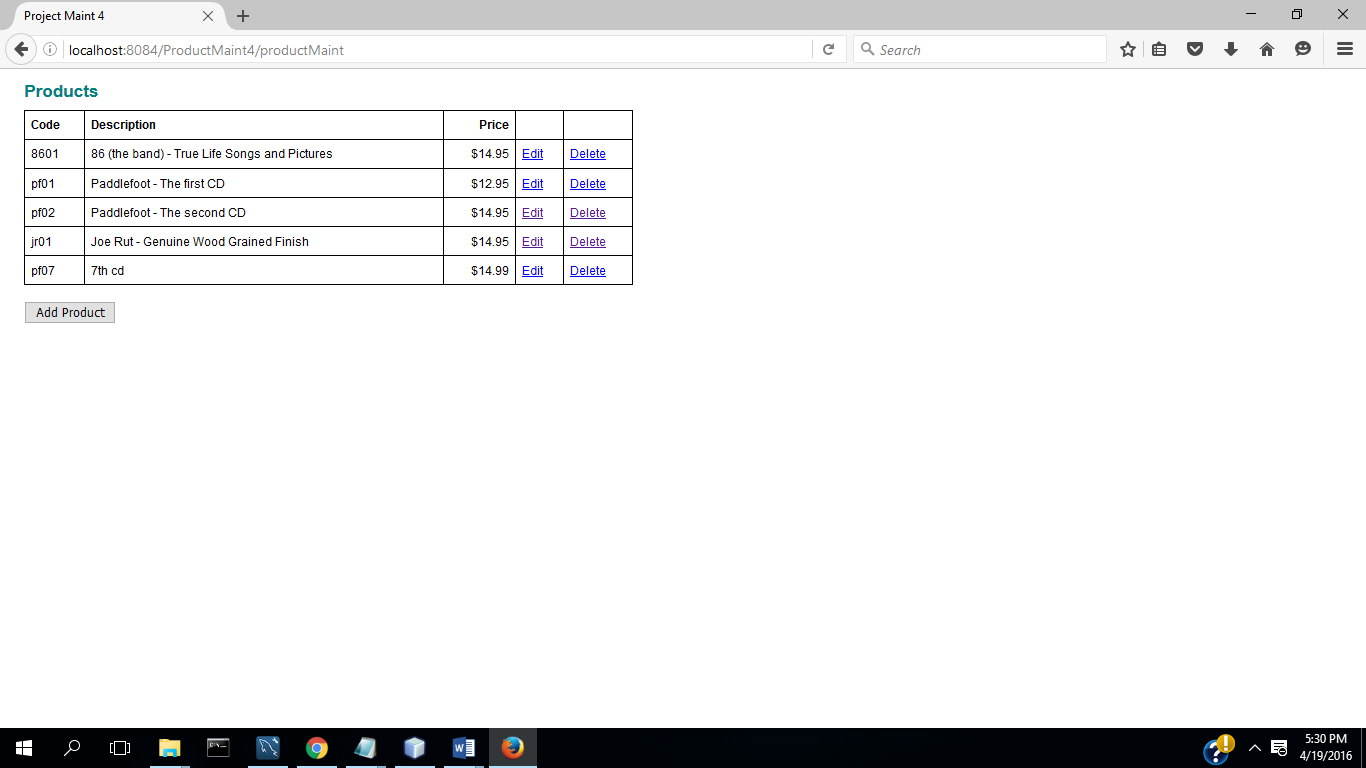 Project Maint 4
localhost:8084/ProductMaint4/productMaint
Search
Products
Code Description Price
8601 86 (the band) - True Life Songs and Pictures $14.95 Edit Delete
pf01 Paddlefoot - The first CD $12.95 Edit Delete
pf02 Paddlefoot - The second CD $14.95 Edit Delete
jr01 Joe Rut - Genuine Wood Grained Finish $14.95 Edit Delete
pf07 7th cd $14.99 Edit Delete
Add Product
5:30 PM
4/19/2016